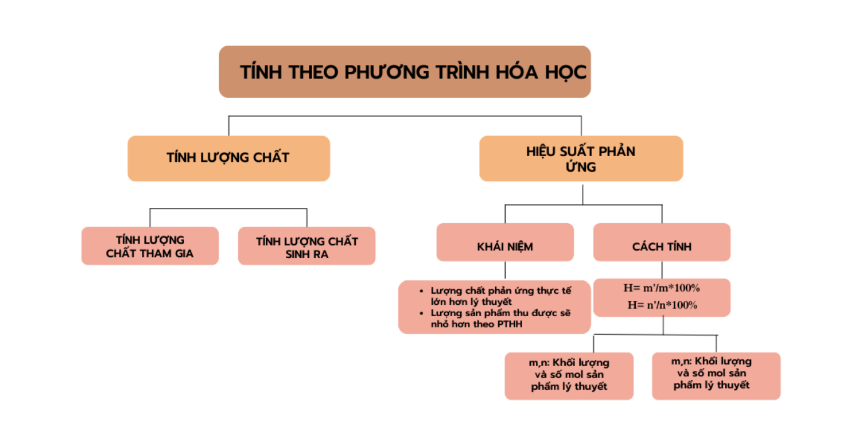 TÍNH THEO PHƯƠNG TRÌNH HÓA HỌC
TÍNH LƯỢNG CHẤT
HIỆU SUẤT PHẢN
ỨNG
TÍNH LƯỢNG
CHẤT THAM GIA
TÍNH LƯỢNG CHẤT
SINH RA
KHÁI NIỆM
CÁCH TÍNH
• Lượng chất phản ứng thực tế
lớn hơn lý thuyết
• Lượng sản phẩm thu được sẽ
nhỏ hơn theo PTHH
H= m'/m*100%
H= n'/n*100%
m,n: Khối lượng
và số mol sản
phẩm lý thuyết
m,n: Khối lượng
và số mol sản
phẩm lý thuyết